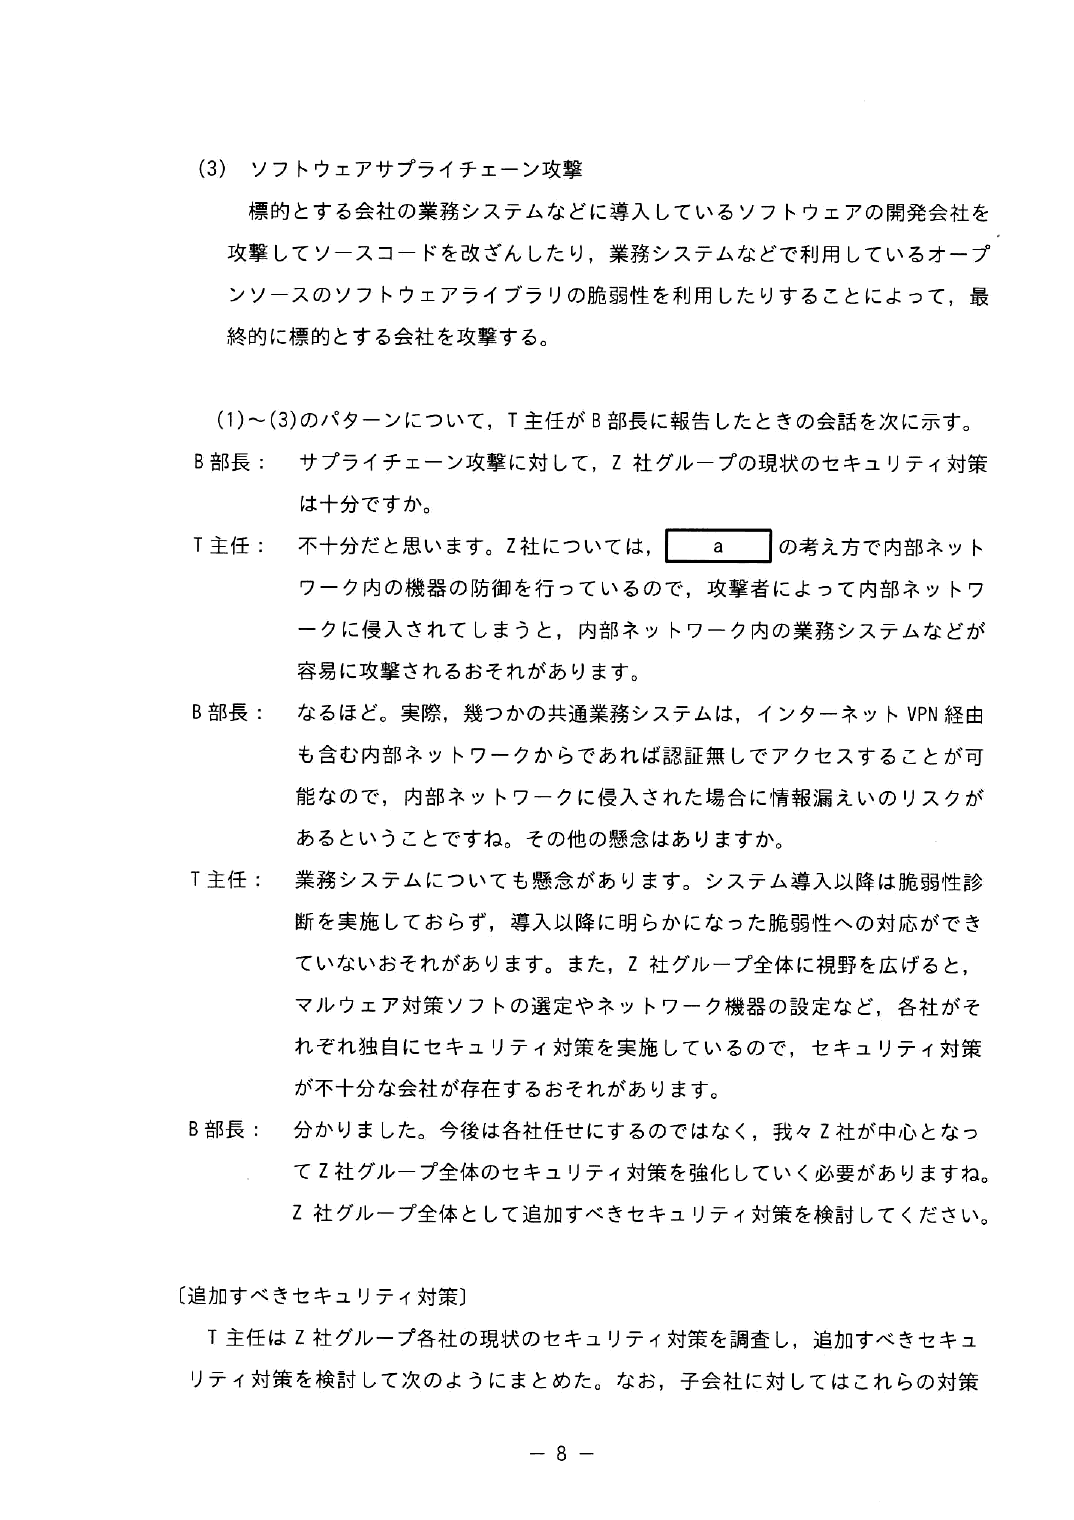 (3) ソフトウェアサプライチェーン攻撃
標的とする会社の業務システムなどに導入しているソフトウェアの開発会社を
攻撃してソースコードを改ざんしたり，業務システムなどで利用しているオープ
ンソースのソフトウェアライブラリの脆弱性を利用したりすることによって，最
終的に標的とする会社を攻撃する。
(1)～(3)のパターンについて，T主任がB部長に報告したときの会話を次に示す。
B部長： サプライチェーン攻撃に対して，Z社グループの現状のセキュリティ対策
は十分ですか。
T主任： 不十分だと思います。Z社については， a の考え方で内部ネット
ワーク内の機器の防御を行っているので，攻撃者によって内部ネットワ
ークに侵入されてしまうと，内部ネットワーク内の業務システムなどが
容易に攻撃されるおそれがあります。
B部長： なるほど。実際，幾つかの共通業務システムは，インターネットVPN経由
も含む内部ネットワークからであれば認証無しでアクセスすることが可
能なので，内部ネットワークに侵入された場合に情報漏えいのリスクが
あるということですね。その他の懸念はありますか。
T主任： 業務システムについても懸念があります。システム導入以降は脆弱性診
断を実施しておらず，導入以降に明らかになった脆弱性への対応ができ
ていないおそれがあります。また，Z社グループ全体に視野を広げると，
マルウェア対策ソフトの選定やネットワーク機器の設定など，各社がそ
れぞれ独自にセキュリティ対策を実施しているので，セキュリティ対策
が不十分な会社が存在するおそれがあります。
B部長： 分かりました。今後は各社任せにするのではなく，我々Z社が中心となっ
てZ社グループ全体のセキュリティ対策を強化していく必要がありますね。
Z社グループ全体として追加すべきセキュリティ対策を検討してください。
〔追加すべきセキュリティ対策〕
T主任はZ社グループ各社の現状のセキュリティ対策を調査し，追加すべきセキュ
リティ対策を検討して次のようにまとめた。なお，子会社に対してはこれらの対策
－ 8 －